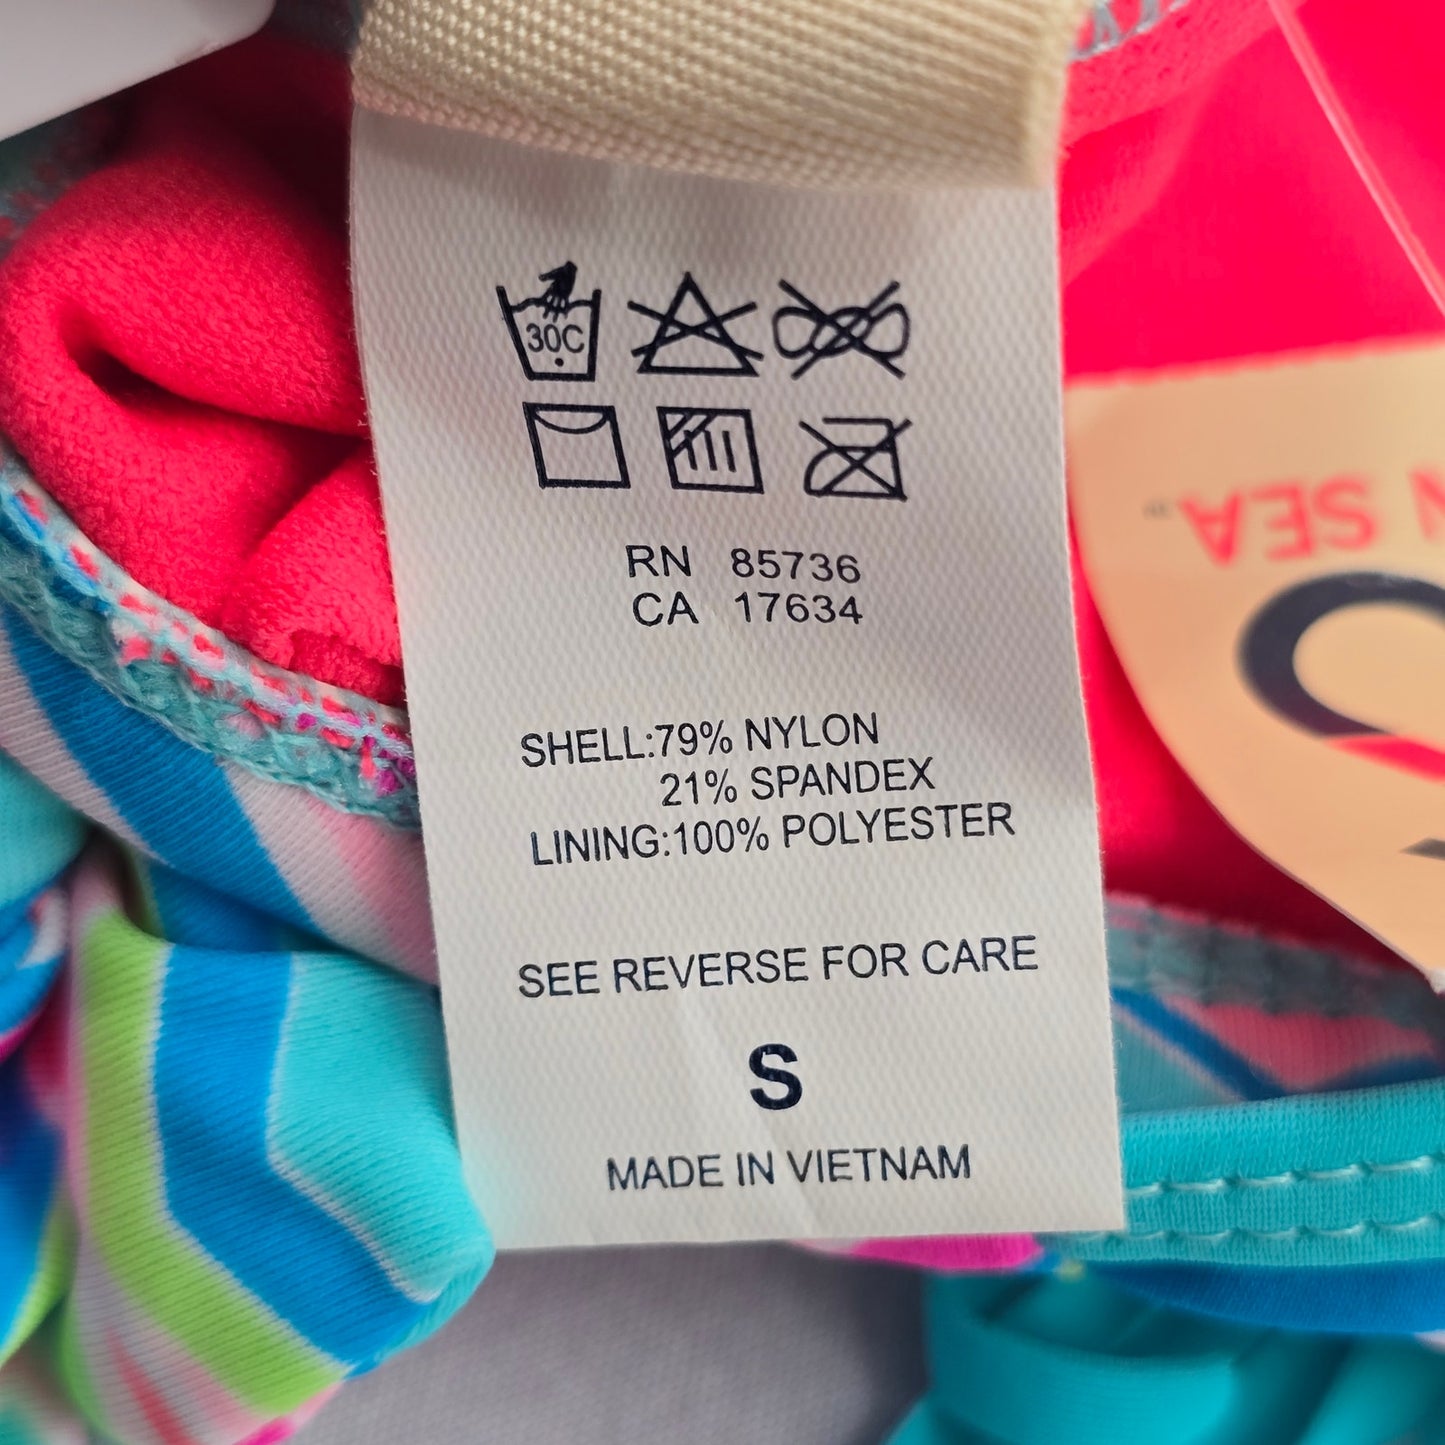 30C
RN 85736
CA 17634
SHELL:79% NYLON
21% SPANDEX
LINING:100% POLYESTER
SEE REVERSE FOR CARE
S
MADE IN VIETNAM
N SEA™